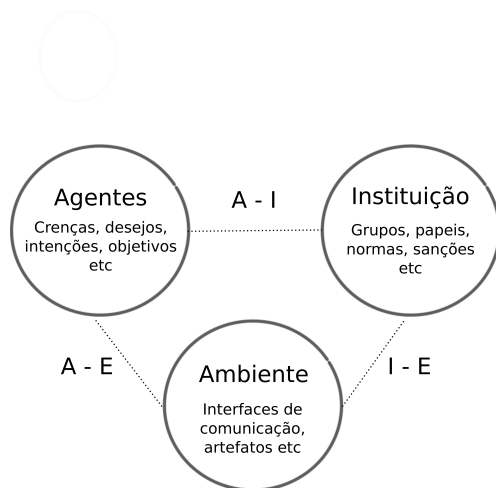 Agentes
Crenças, desejos,
intenções, objetivos
etc
A - I
Instituição
Grupos, papeis,
normas, sanções
etc
A - E
Ambiente
Interfaces de
comunicação,
artefatos etc
I - E